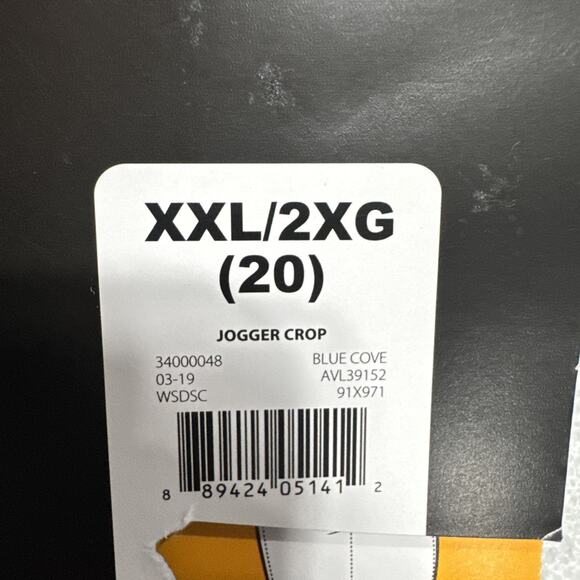 XXL/2XG
(20)
JOGGER CROP
34000048 BLUE COVE
03-19 AVL39152
WSDSC 91X971
8 89424 05141 2